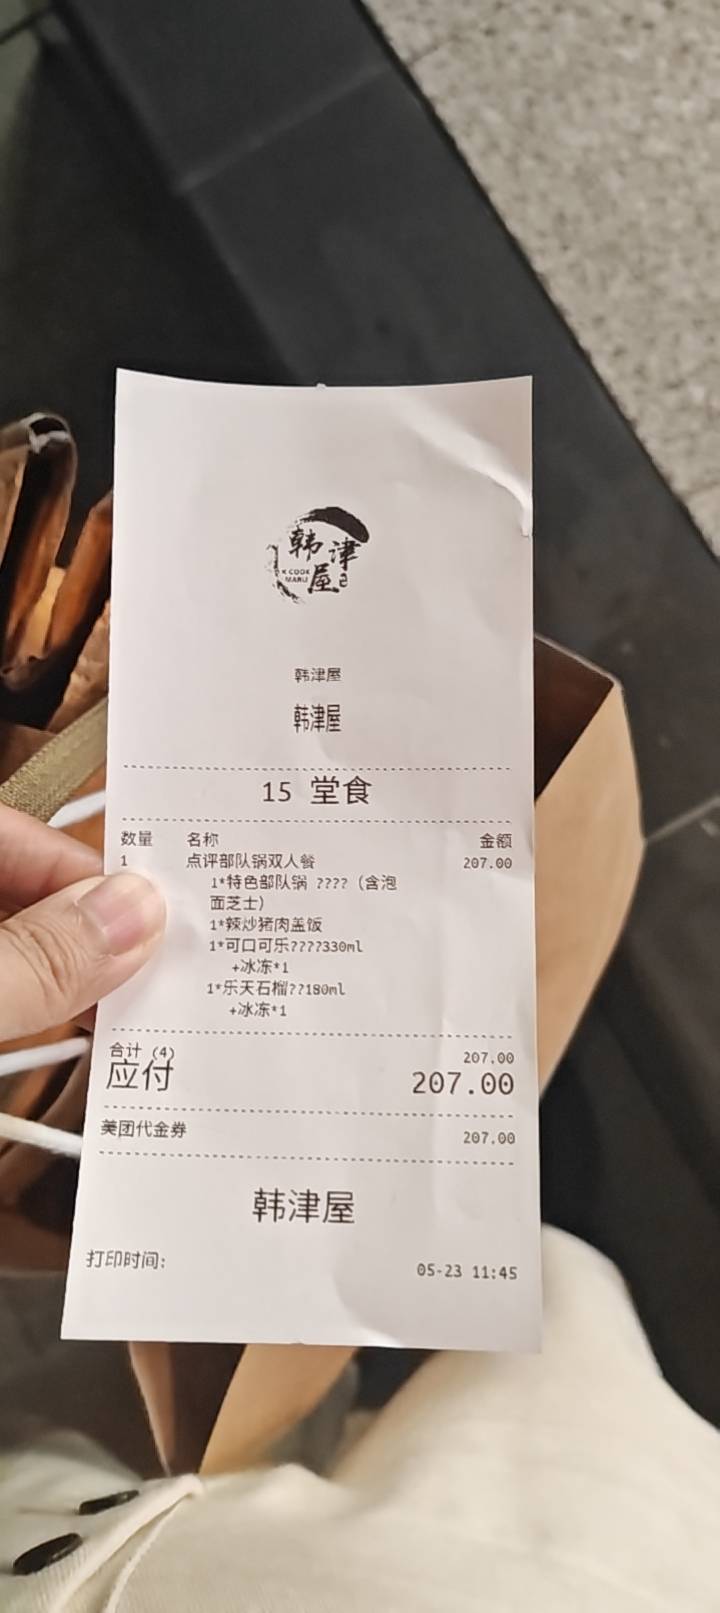 韩津屋
K COOK
MARU
韩津屋
韩津屋
15 堂食
数量 名称 金额
1 点评部队锅双人餐 207.00
1*特色部队锅 ????（含泡
面芝士）
1*辣炒猪肉盖饭
1*可口可乐????330ml
+冰冻*1
1*乐天石榴??180ml
+冰冻*1
合计 (4) 207.00
应付 207.00
美团代金券 207.00
韩津屋
打印时间: 05-23 11:45